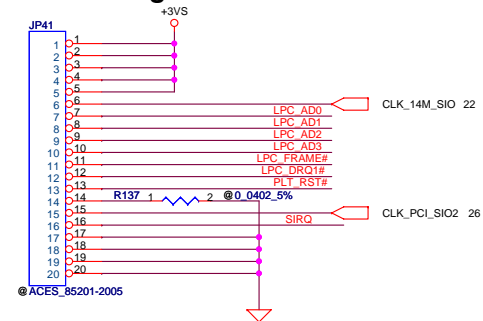 +3VS
JP41
1 1
2 2
3 3
4 4
5 5
6 6 CLK_14M_SIO 22
7 7 LPC_AD0
8 8 LPC_AD1
9 9 LPC_AD2
10 10 LPC_AD3
11 11 LPC_FRAME#
12 12 LPC_DRQ1#
13 13 PLT_RST#
14 14 R137 1 2 @0_0402_5%
15 15 CLK_PCI_SIO2 26
16 16 SIRQ
17 17
18 18
19 19
20 20
@ACES_85201-2005